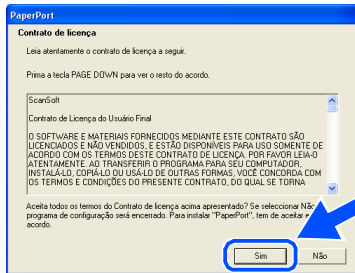 PaperPort
Contrato de licença
Leia atentamente o contrato de licença a seguir.
Prima a tecla PAGE DOWN para ver o resto do acordo.
ScanSoft
Contrato de Licença do Usuário Final
O SOFTWARE E MATERIAIS FORNECIDOS MEDIANTE ESTE CONTRATO SÃO
LICENCIADOS E NÃO VENDIDOS, E ESTÃO DISPONÍVEIS PARA USO SOMENTE DE
ACORDO COM OS TERMOS DESTE CONTRATO DE LICENÇA. POR FAVOR LEIA-O
ATENTAMENTE. AO TRANSFERIR O PROGRAMA PARA SEU COMPUTADOR,
INSTALÁ-LO, COPIÁ-LO OU USÁ-LO DE OUTRAS FORMAS, VOCÊ CONCORDA COM
OS TERMOS E CONDIÇÕES DO PRESENTE CONTRATO, DO QUAL SE TORNA
Aceita todos os termos do Contrato de licença acima apresentado? Se seleccionar Não
programa de configuração será encerrado. Para instalar "PaperPort", tem de aceitar
acordo.
Sim
Não